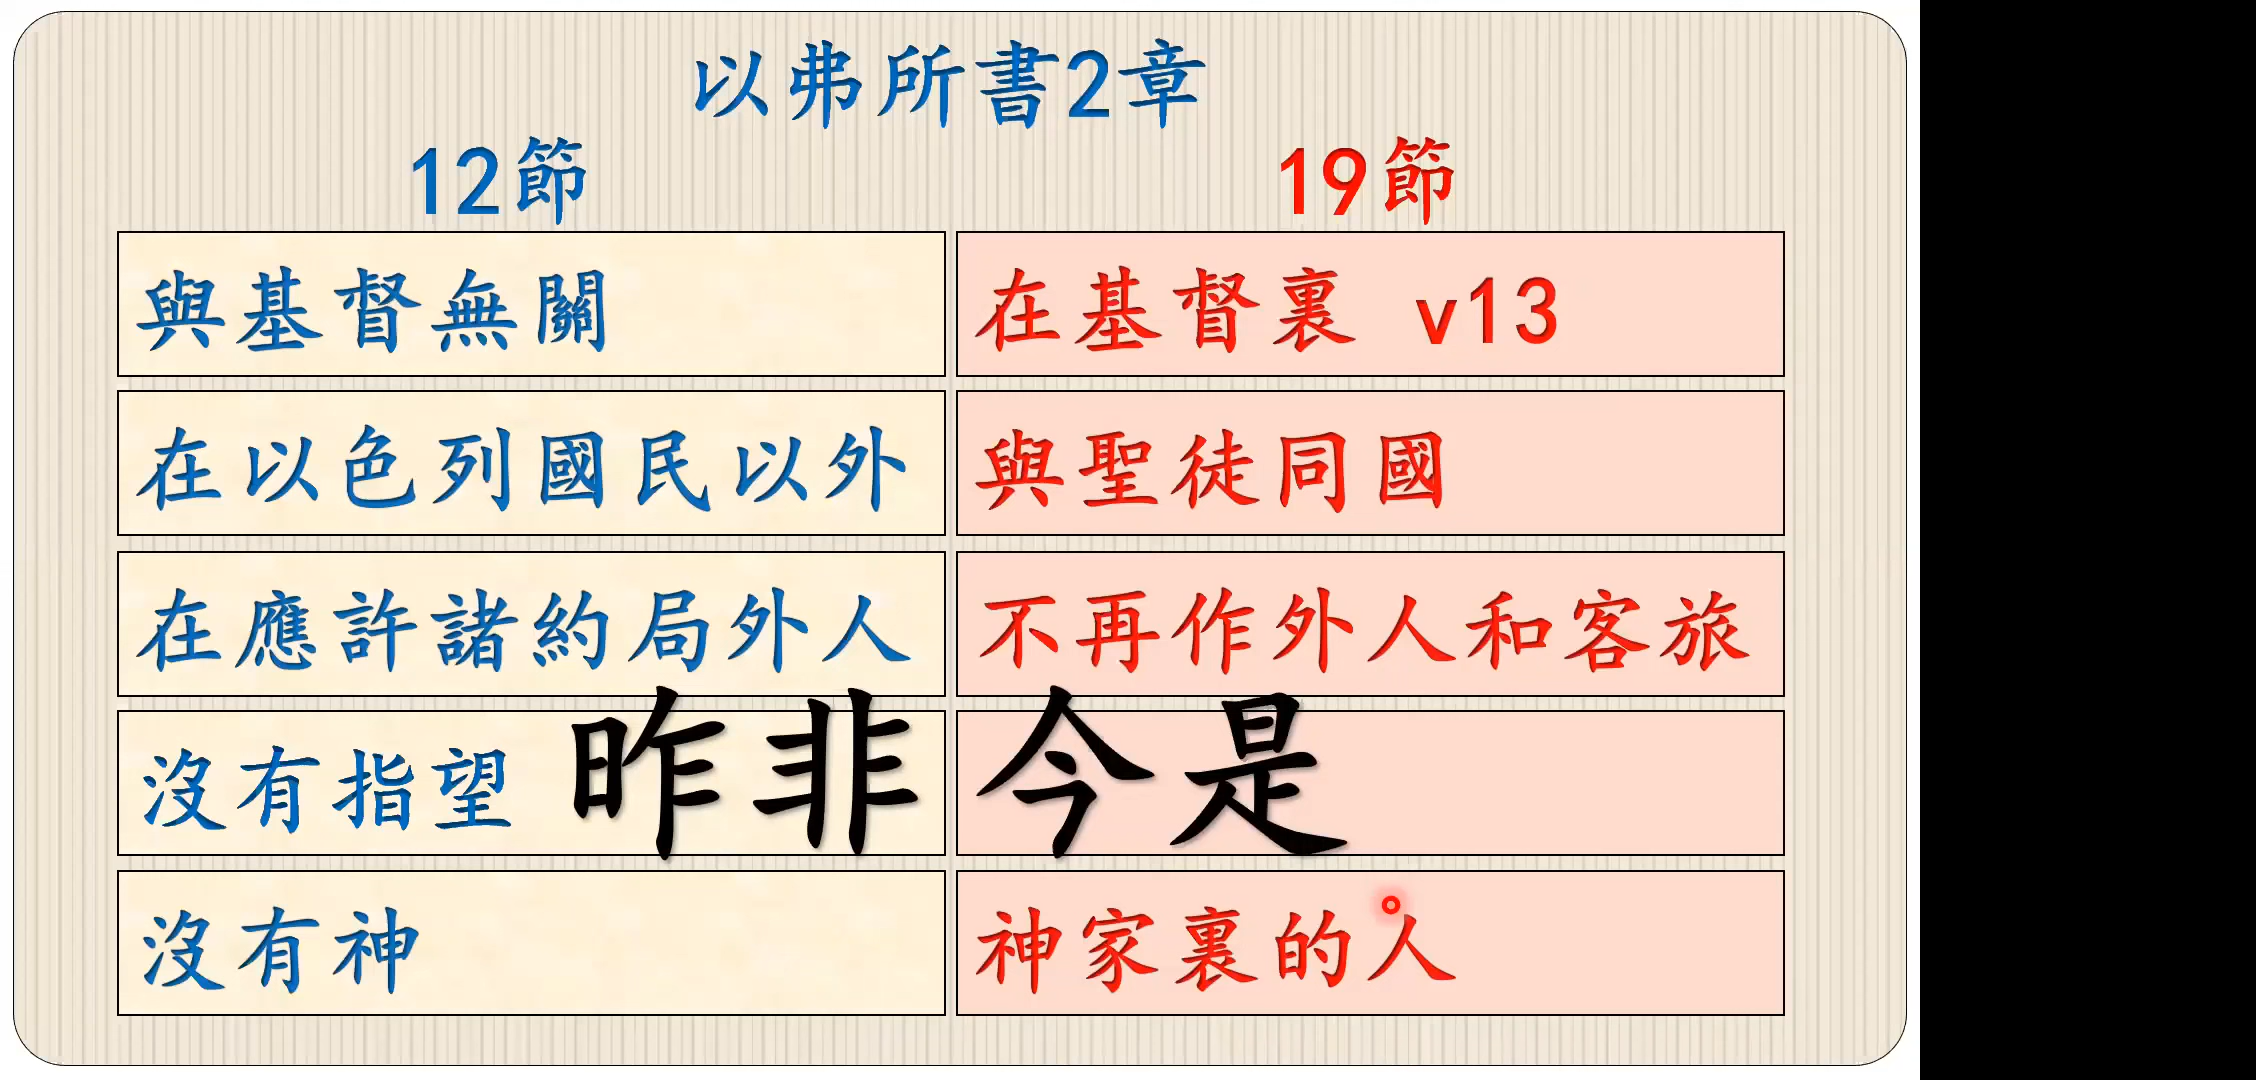 以弗所書2章
12節 19節
與基督無關 在基督裏 v13
在以色列國民以外 與聖徒同國
在應許諸約局外人 不再作外人和客旅
沒有指望 昨非今是
沒有神 神家裏的人